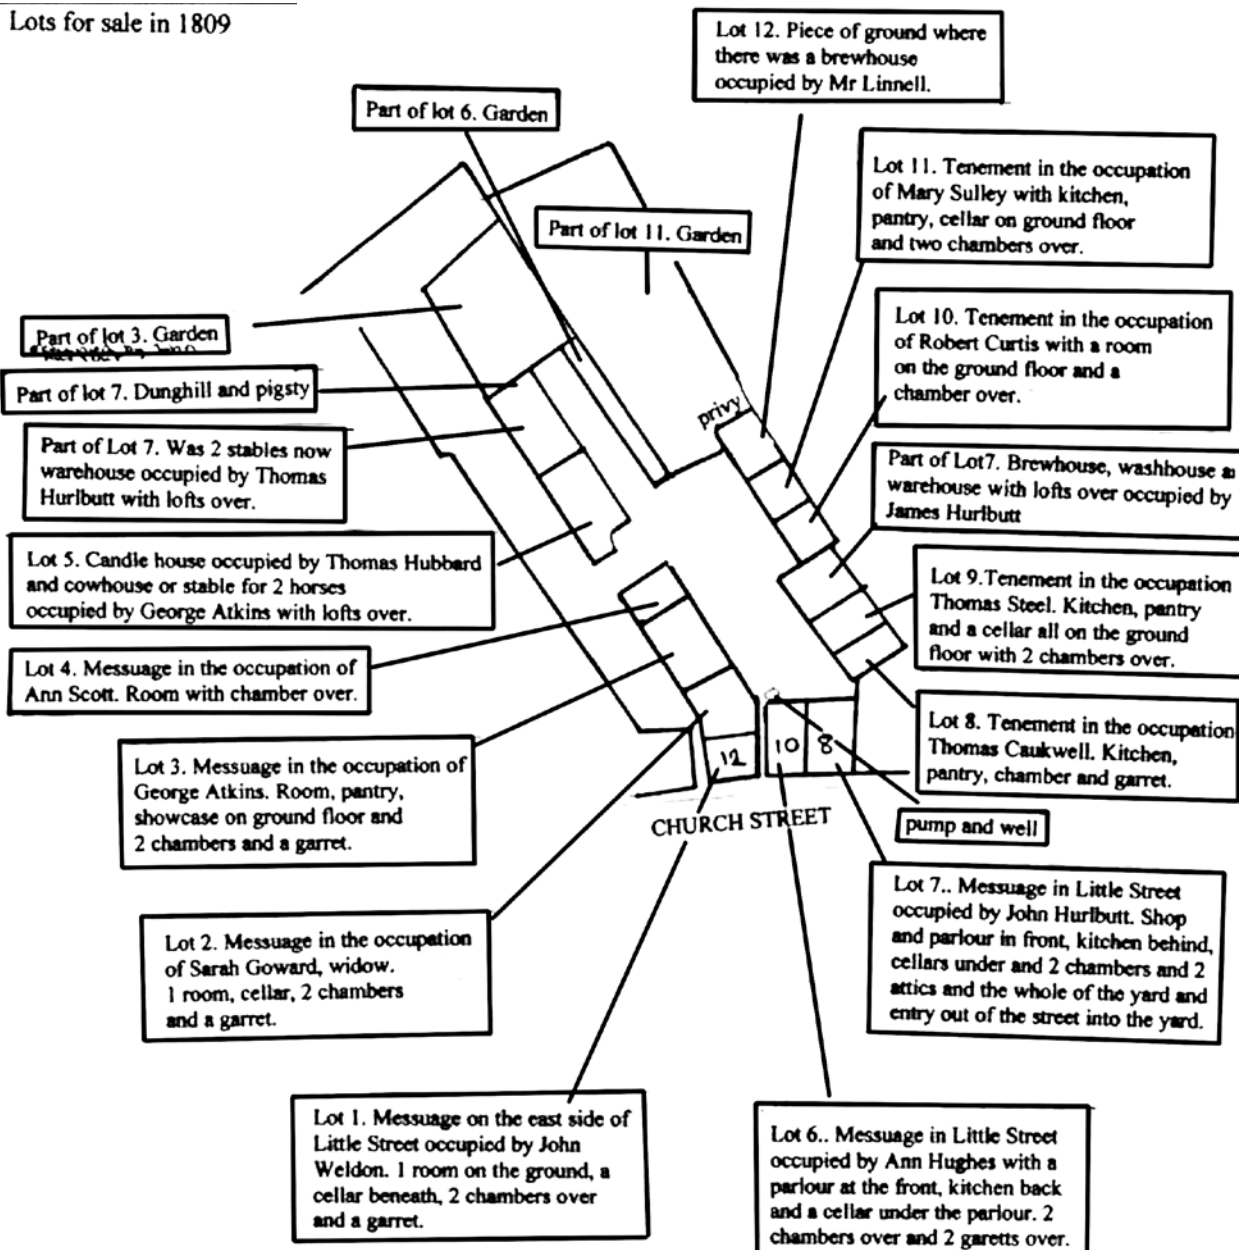 Lots for sale in 1809
Lot 12. Piece of ground where
there was a brewhouse
occupied by Mr Linnell.
Part of lot 6. Garden
Lot 11. Tenement in the occupation
of Mary Sulley with kitchen,
pantry, cellar on ground floor
and two chambers over.
Part of lot 11. Garden
Lot 10. Tenement in the occupation
of Robert Curtis with a room
on the ground floor and a
chamber over.
Part of lot 3. Garden
Part of lot 7. Dunghill and pigsty
privy
Part of Lot 7. Was 2 stables now
warehouse occupied by Thomas
Hurlbutt with lofts over.
Part of Lot7. Brewhouse, washhouse
warehouse with lofts over occupied by
James Hurlbutt
Lot 5. Candle house occupied by Thomas Hubbard
and cowhouse or stable for 2 horses
occupied by George Atkins with lofts over.
Lot 9.Tenement in the occupation
Thomas Steel. Kitchen, pantry
and a cellar all on the ground
floor with 2 chambers over.
Lot 4. Messuage in the occupation of
Ann Scott. Room with chamber over.
Lot 8. Tenement in the occupation
Thomas Caukwell. Kitchen,
pantry, chamber and garret.
Lot 3. Messuage in the occupation of
George Atkins. Room, pantry,
showcase on ground floor and
2 chambers and a garret.
12
10
8
CHURCH STREET
pump and well
Lot 7.. Messuage in Little Street
occupied by John Hurlbutt. Shop
and parlour in front, kitchen behind,
cellars under and 2 chambers and 2
attics and the whole of the yard and
entry out of the street into the yard.
Lot 2. Messuage in the occupation
of Sarah Goward, widow.
1 room, cellar, 2 chambers
and a garret.
Lot 1. Messuage on the east side of
Little Street occupied by John
Weldon. 1 room on the ground, a
cellar beneath, 2 chambers over
and a garret.
Lot 6.. Messuage in Little Street
occupied by Ann Hughes with a
parlour at the front, kitchen back
and a cellar under the parlour. 2
chambers over and 2 garetts over.